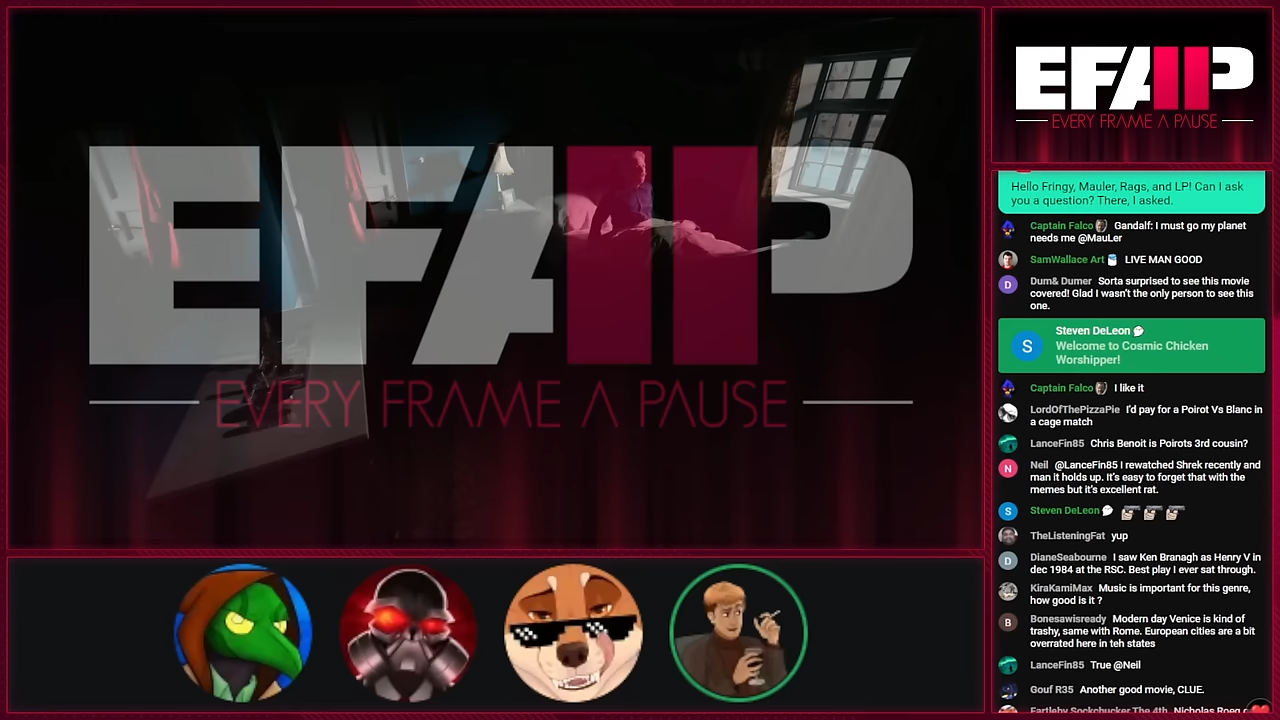 EFAP
EVERY FRAME A PAUSE
EFAP
EVERY FRAME A PAUSE
Hello Fringy, Mauler, Rags, and LP! Can I ask
you a question? There, I asked.
Captain Falco Gandalf: I must go my planet
needs me @MauLer
SamWallace Art LIVE MAN GOOD
D Dum& Dumer Sorta surprised to see this movie
covered! Glad I wasn't the only person to see this
one.
Steven DeLeon
S Welcome to Cosmic Chicken
Worshipper!
Captain Falco I like it
LordOfThePizzaPie I'd pay for a Poirot Vs Blanc in
a cage match
LanceFin85 Chris Benoit is Poirots 3rd cousin?
N Neil @LanceFin85 I rewatched Shrek recently and
man it holds up. It's easy to forget that with the
memes but it's excellent rat.
S Steven DeLeon
TheListeningFat yup
D DianeSeabourne I saw Ken Branagh as Henry V in
dec 1984 at the RSC. Best play I ever sat through.
KiraKamiMax Music is important for this genre,
how good is it ?
B Bonesawisready Modern day Venice is kind of
trashy, same with Rome. European cities are a bit
overrated here in teh states
LanceFin85 True @Neil
Gouf R35 Another good movie, CLUE.
Fartleby Sockchucker The 4th Nicholas Roeg